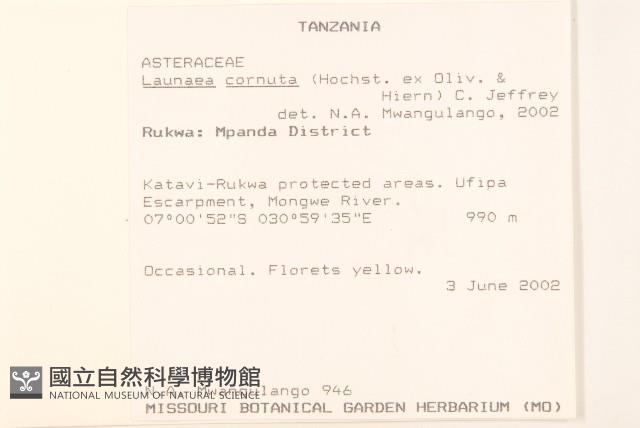 TANZANIA
ASTERACEAE
Launaea cornuta (Hochst. ex Oliv. &
Hiern) C. Jeffrey
det. N.A. Mwangulango, 2002
Rukwa: Mpanda District
Katavi-Rukwa protected areas. Ufipa
Escarpment, Mongwe River.
07°00'52"S 030°59'35"E 990 m
Occasional. Florets yellow.
3 June 2002
國立自然科學博物館
N.A. Mwangulango 946
NATIONAL MUSEUM OF NATURAL SCIENCE
MISSOURI BOTANICAL GARDEN HERBARIUM (MO)